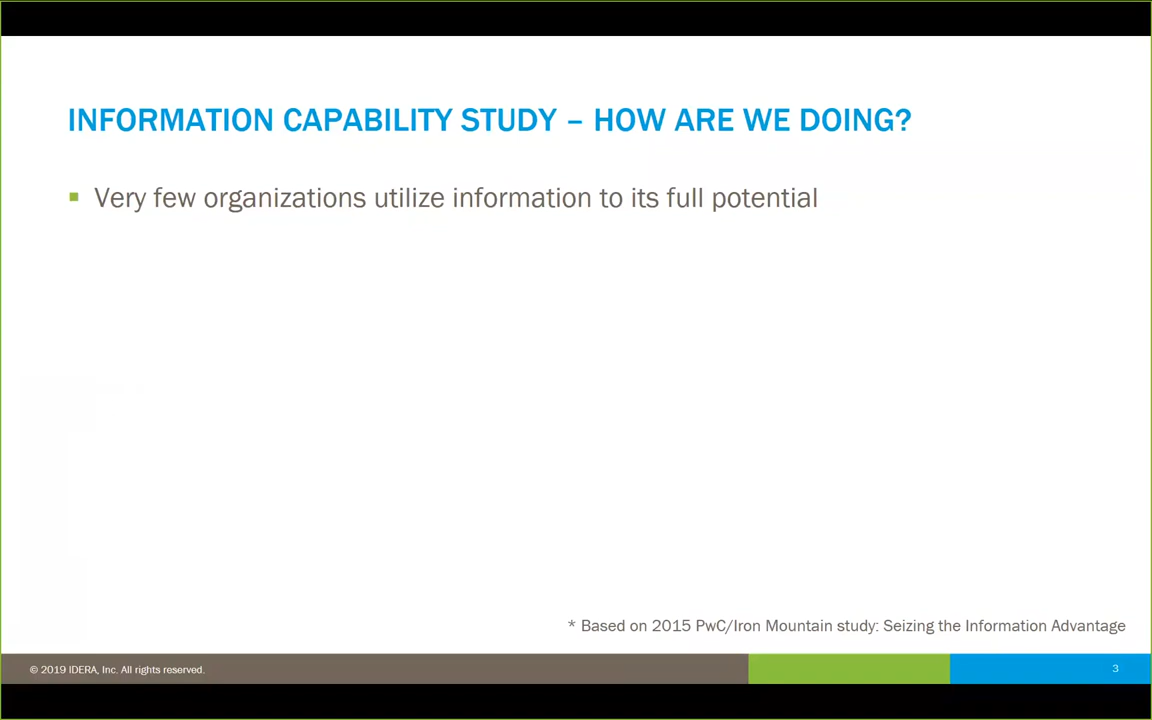 INFORMATION CAPABILITY STUDY – HOW ARE WE DOING?
▪ Very few organizations utilize information to its full potential
* Based on 2015 PwC/Iron Mountain study: Seizing the Information Advantage
© 2019 IDERA, Inc. All rights reserved.
3